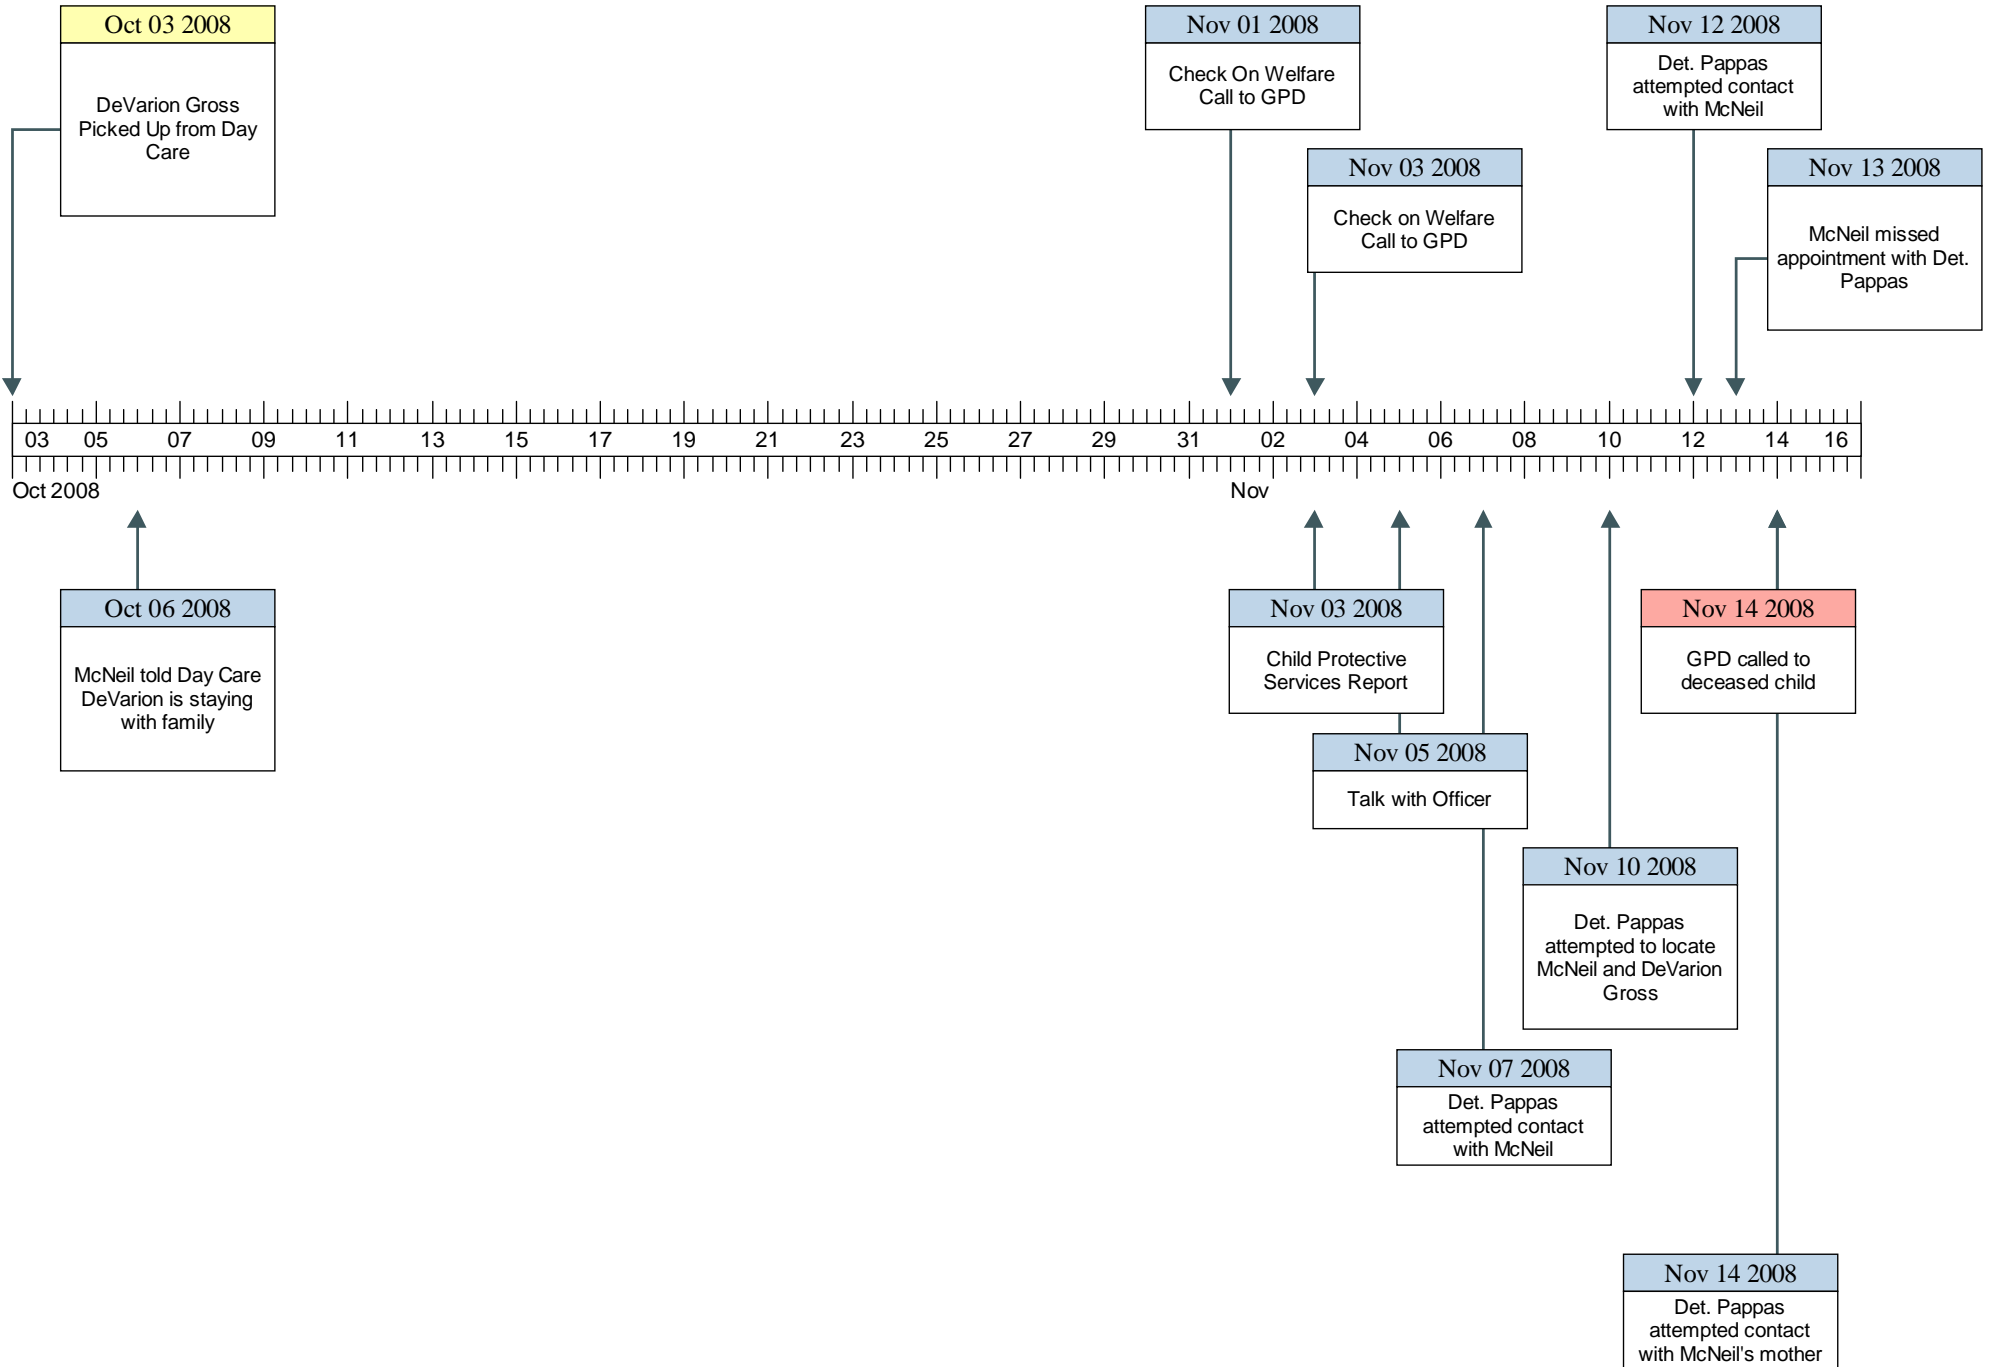 Oct 03 2008
DeVarion Gross
Picked Up from Day
Care
Nov 01 2008
Check On Welfare
Call to GPD
Nov 03 2008
Check on Welfare
Call to GPD
Nov 12 2008
Det. Pappas
attempted contact
with McNeil
Nov 13 2008
McNeil missed
appointment with Det.
Pappas
03 05 07 09 11 13 15 17 19 21 23 25 27 29 31 02 04 06 08 10 12 14 16
Oct 2008 Nov
Oct 06 2008
McNeil told Day Care
DeVarion is staying
with family
Nov 03 2008
Child Protective
Services Report
Nov 05 2008
Talk with Officer
Nov 07 2008
Det. Pappas
attempted contact
with McNeil
Nov 10 2008
Det. Pappas
attempted to locate
McNeil and DeVarion
Gross
Nov 14 2008
GPD called to
deceased child
Nov 14 2008
Det. Pappas
attempted contact
with McNeil's mother